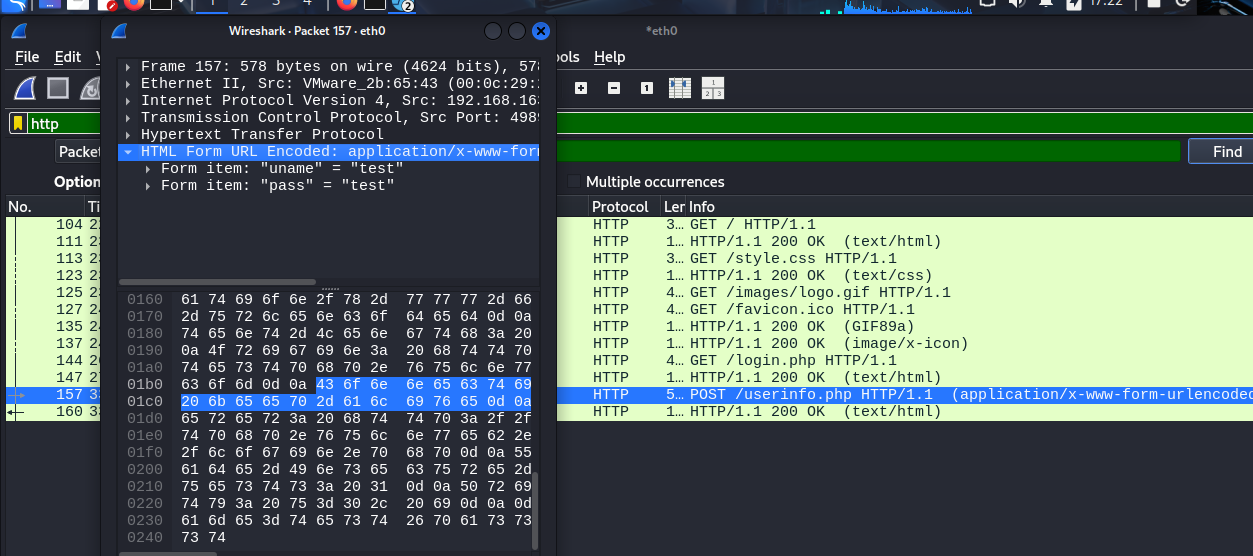 1 2 3 4
2
17:22
Wireshark · Packet 157 · eth0
*eth0
File Edit
Help
http
Frame 157: 578 bytes on wire (4624 bits), 578
Ethernet II, Src: VMware_2b:65:43 (00:0c:29:
Internet Protocol Version 4, Src: 192.168.163
Transmission Control Protocol, Src Port: 4989
Hypertext Transfer Protocol
HTML Form URL Encoded: application/x-www-form
Form item: "uname" = "test"
Form item: "pass" = "test"
Packet
Find
Option
Multiple occurrences
No. Protocol Info
104 HTTP 3… GET / HTTP/1.1
111 HTTP 1… HTTP/1.1 200 OK (text/html)
113 HTTP 3… GET /style.css HTTP/1.1
123 HTTP 1… HTTP/1.1 200 OK (text/css)
125 HTTP 4… GET /images/logo.gif HTTP/1.1
127 HTTP 4… GET /favicon.ico HTTP/1.1
135 HTTP 1… HTTP/1.1 200 OK (GIF89a)
137 HTTP 1… HTTP/1.1 200 OK (image/x-icon)
144 HTTP 4… GET /login.php HTTP/1.1
147 HTTP 1… HTTP/1.1 200 OK (text/html)
157 HTTP 5… POST /userinfo.php HTTP/1.1 (application/x-www-form-urlencoded
160 HTTP 1… HTTP/1.1 200 OK (text/html)
0160 61 74 69 6f 6e 2f 78 2d 77 77 77 2d 66
0170 2d 75 72 6c 65 6e 63 6f 64 65 64 0d 0a
0180 74 65 6e 74 2d 4c 65 6e 67 74 68 3a 20
0190 0a 4f 72 69 67 69 6e 3a 20 68 74 74 70
01a0 74 65 73 74 70 68 70 2e 76 75 6c 6e 77
01b0 63 6f 6d 0d 0a 43 6f 6e 6e 65 63 74 69
01c0 20 6b 65 65 70 2d 61 6c 69 76 65 0d 0a
01d0 65 72 65 72 3a 20 68 74 74 70 3a 2f 2f
01e0 74 70 68 70 2e 76 75 6c 6e 77 65 62 2e
01f0 2f 6c 6f 67 69 6e 2e 70 68 70 0d 0a 55
0200 61 64 65 2d 49 6e 73 65 63 75 72 65 2d
0210 75 65 73 74 73 3a 20 31 0d 0a 50 72 69
0220 74 79 3a 20 75 3d 30 2c 20 69 0d 0a 0d
0230 61 6d 65 3d 74 65 73 74 26 70 61 73 73
0240 73 74